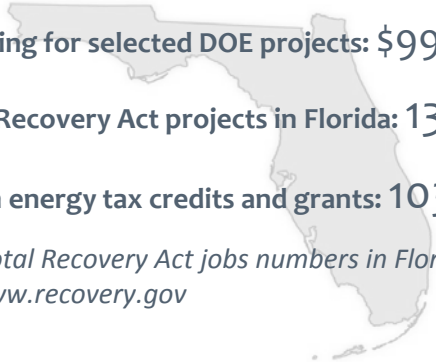 ing for selected DOE projects: $99
Recovery Act projects in Florida: 13
energy tax credits and grants: 103
otal Recovery Act jobs numbers in Flor
ww.recovery.gov